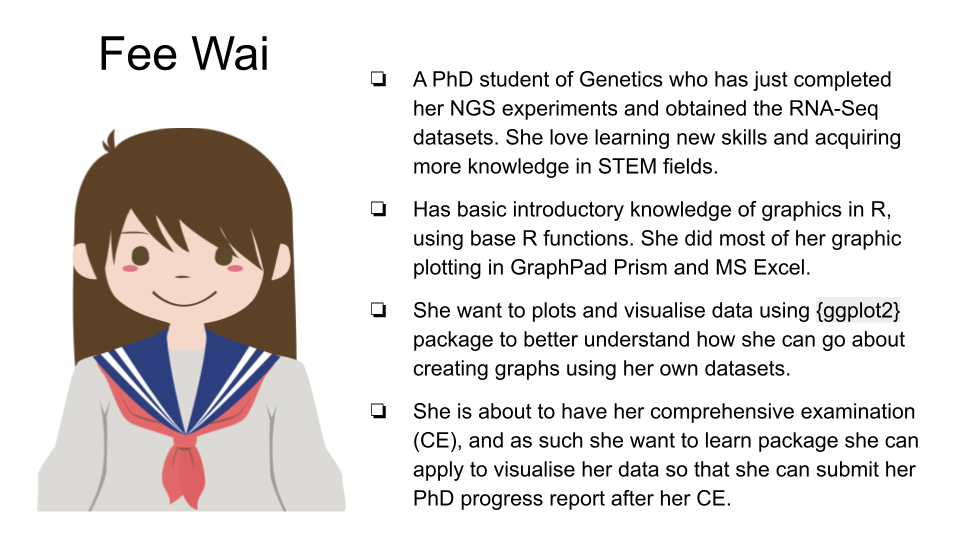 Fee Wai
❏ A PhD student of Genetics who has just completed
her NGS experiments and obtained the RNA-Seq
datasets. She love learning new skills and acquiring
more knowledge in STEM fields.
❏ Has basic introductory knowledge of graphics in R,
using base R functions. She did most of her graphic
plotting in GraphPad Prism and MS Excel.
❏ She want to plots and visualise data using {ggplot2}
package to better understand how she can go about
creating graphs using her own datasets.
❏ She is about to have her comprehensive examination
(CE), and as such she want to learn package she can
apply to visualise her data so that she can submit her
PhD progress report after her CE.